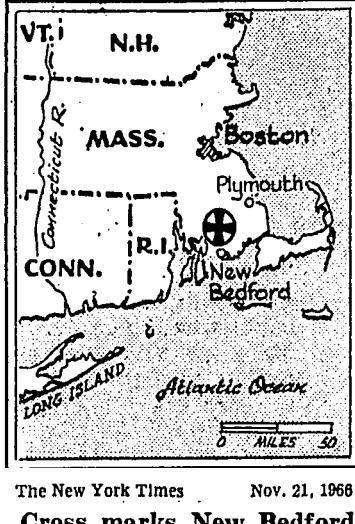 VT.
N.H.
Connecticut R.
MASS.
Boston
Plymouth
CONN.
R.I.
New
Bedford
LONG ISLAND
Atlantic Ocean
0 MILES 50
The New York Times Nov. 21, 1966
Cross marks New Bedford